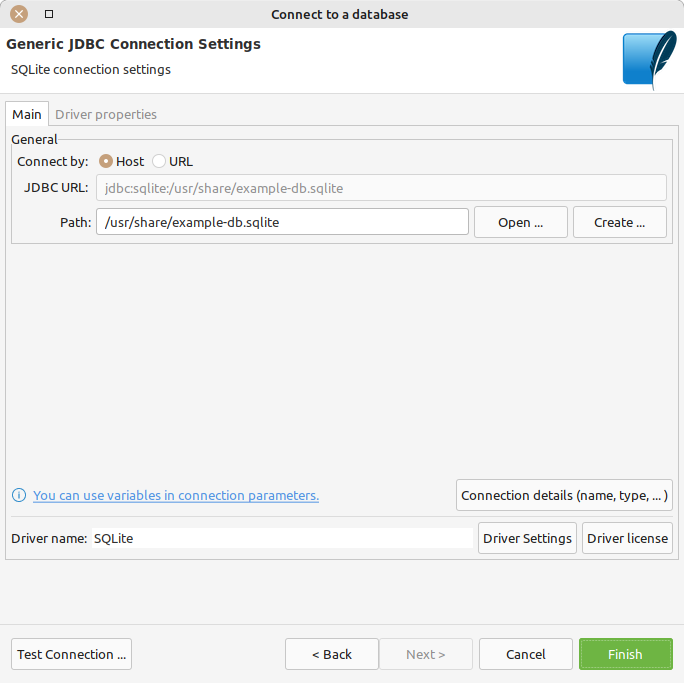 Connect to a database
Generic JDBC Connection Settings
SQLite connection settings
Main Driver properties
General
Connect by: Host URL
JDBC URL: jdbc:sqlite:/usr/share/example-db.sqlite
Path: /usr/share/example-db.sqlite Open ... Create ...
You can use variables in connection parameters. Connection details (name, type, ... )
Driver name: SQLite Driver Settings Driver license
Test Connection ... < Back Next > Cancel Finish